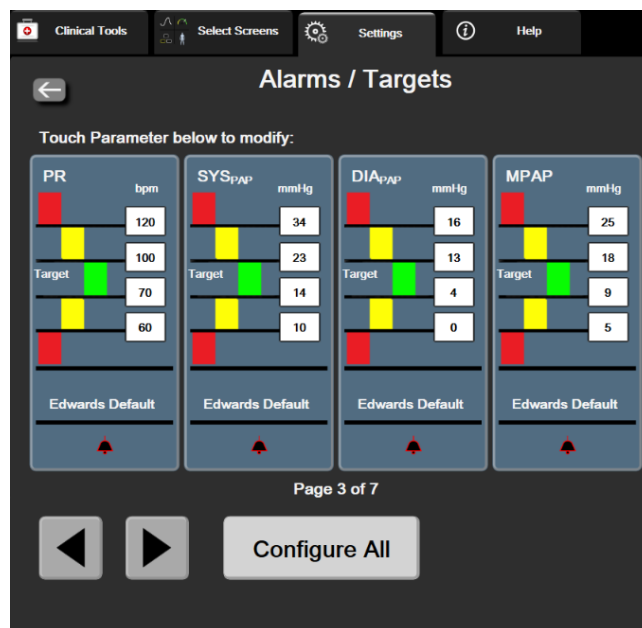 Clinical Tools
Select Screens
Settings
Help
Alarms / Targets
Touch Parameter below to modify:
PR
bpm
120
100
Target
70
60
Edwards Default
SYSPAP
mmHg
34
23
Target
14
10
Edwards Default
DIAPAP
mmHg
16
13
Target
4
0
Edwards Default
MPAP
mmHg
25
18
Target
9
5
Edwards Default
Page 3 of 7
Configure All